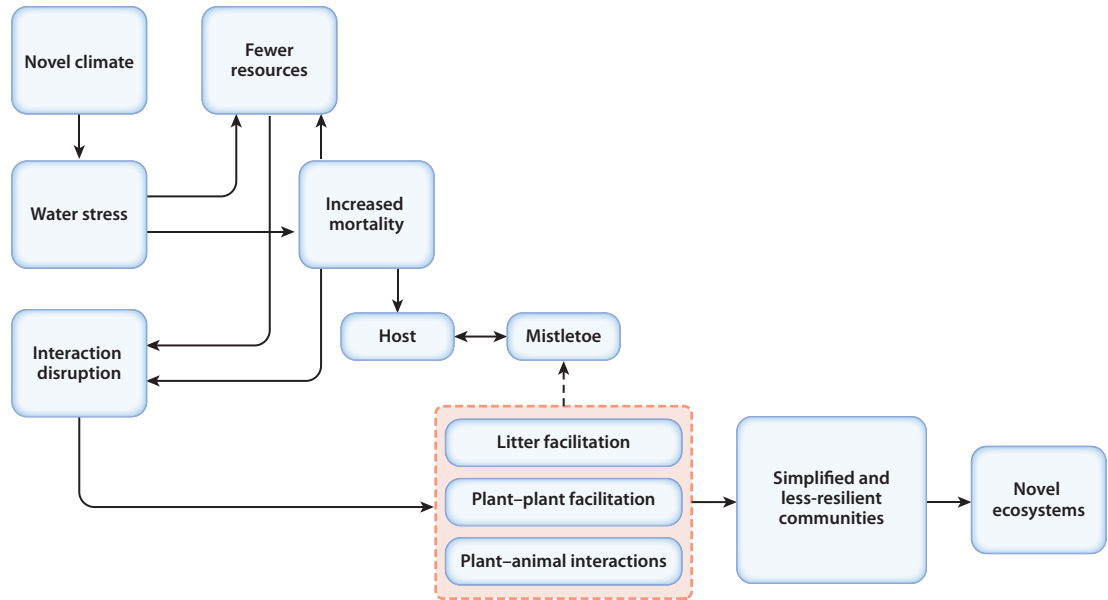 Novel climate
Fewer
resources
Water stress
Increased
mortality
Interaction
disruption
Host
Mistletoe
Litter facilitation
Plant–plant facilitation
Plant–animal interactions
Simplified and
less-resilient
communities
Novel
ecosystems